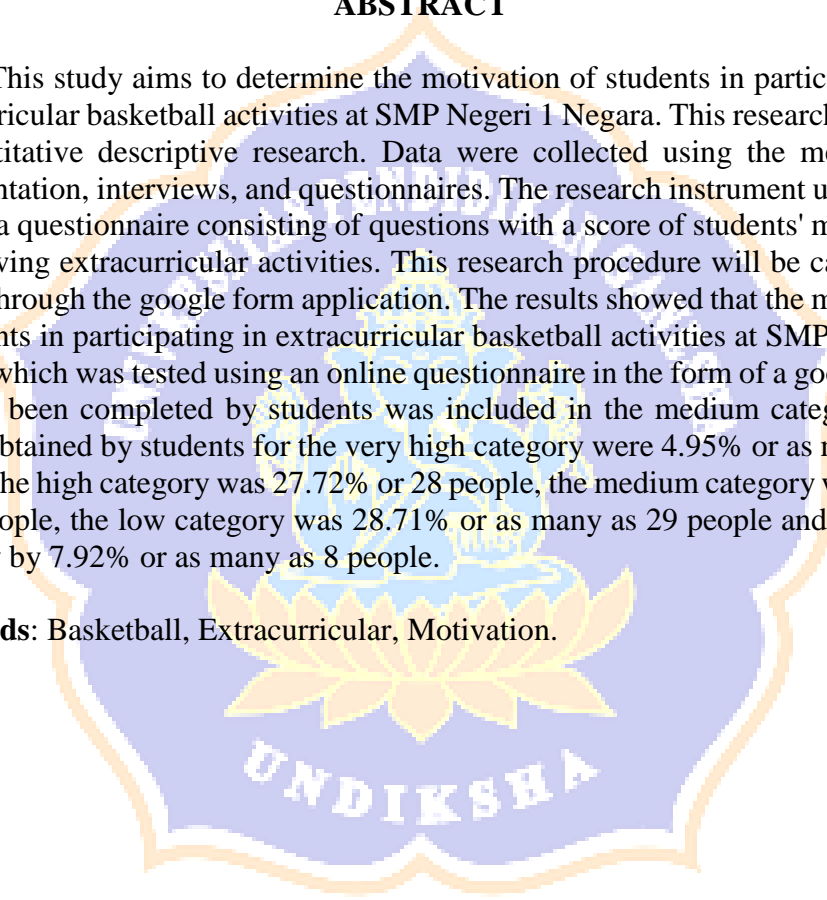 ABSTRACT
This study aims to determine the motivation of students in partic
ricular basketball activities at SMP Negeri 1 Negara. This research
titative descriptive research. Data were collected using the me
ntation, interviews, and questionnaires. The research instrument u
a questionnaire consisting of questions with a score of students' m
wing extracurricular activities. This research procedure will be ca
hrough the google form application. The results showed that the m
nts in participating in extracurricular basketball activities at SMP
which was tested using an online questionnaire in the form of a goo
been completed by students was included in the medium categ
btained by students for the very high category were 4.95% or as m
he high category was 27.72% or 28 people, the medium category w
ople, the low category was 28.71% or as many as 29 people and
by 7.92% or as many as 8 people.
ds: Basketball, Extracurricular, Motivation.
UNIVERSITAS PENDIDIKAN GANESHA
UNDIKSHA